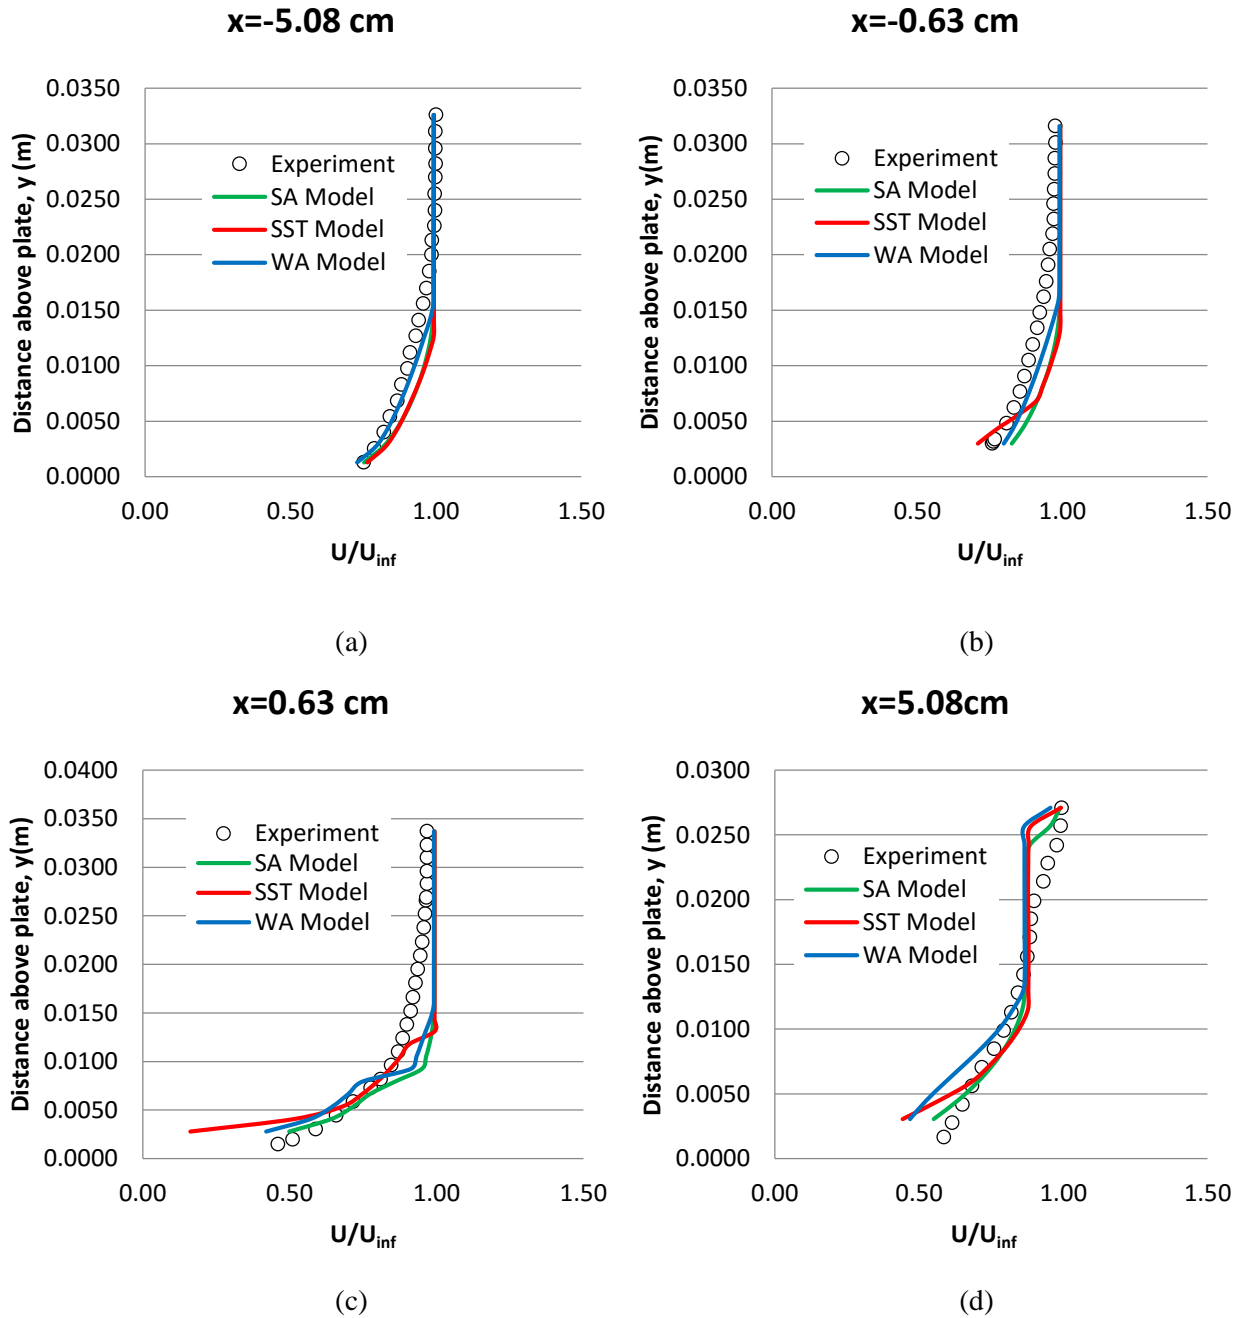 x=-5.08 cm
Distance above plate, y (m)
0.0350
0.0300
0.0250
0.0200
0.0150
0.0100
0.0050
0.0000
Experiment
SA Model
SST Model
WA Model
0.00 0.50 1.00 1.50
U/Uinf
(a)
x=-0.63 cm
Distance above plate, y(m)
0.0350
0.0300
0.0250
0.0200
0.0150
0.0100
0.0050
0.0000
Experiment
SA Model
SST Model
WA Model
0.00 0.50 1.00 1.50
U/Uinf
(b)
x=0.63 cm
Distance above plate, y(m)
0.0400
0.0350
0.0300
0.0250
0.0200
0.0150
0.0100
0.0050
0.0000
Experiment
SA Model
SST Model
WA Model
0.00 0.50 1.00 1.50
U/Uinf
(c)
x=5.08cm
Distance above plate, y (m)
0.0300
0.0250
0.0200
0.0150
0.0100
0.0050
0.0000
Experiment
SA Model
SST Model
WA Model
0.00 0.50 1.00 1.50
U/Uinf
(d)